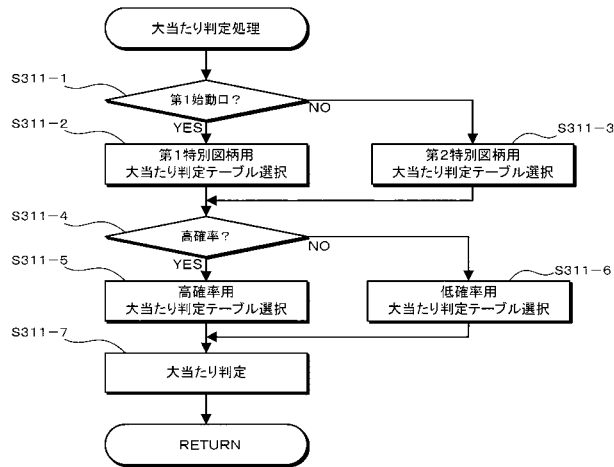 大当たり判定処理
S311-1
第1始動口?
NO
S311-2
YES
S311-3
第1特別図柄用
大当たり判定テーブル選択
第2特別図柄用
大当たり判定テーブル選択
S311-4
高確率?
NO
S311-5
YES
S311-6
高確率用
大当たり判定テーブル選択
低確率用
大当たり判定テーブル選択
S311-7
大当たり判定
RETURN